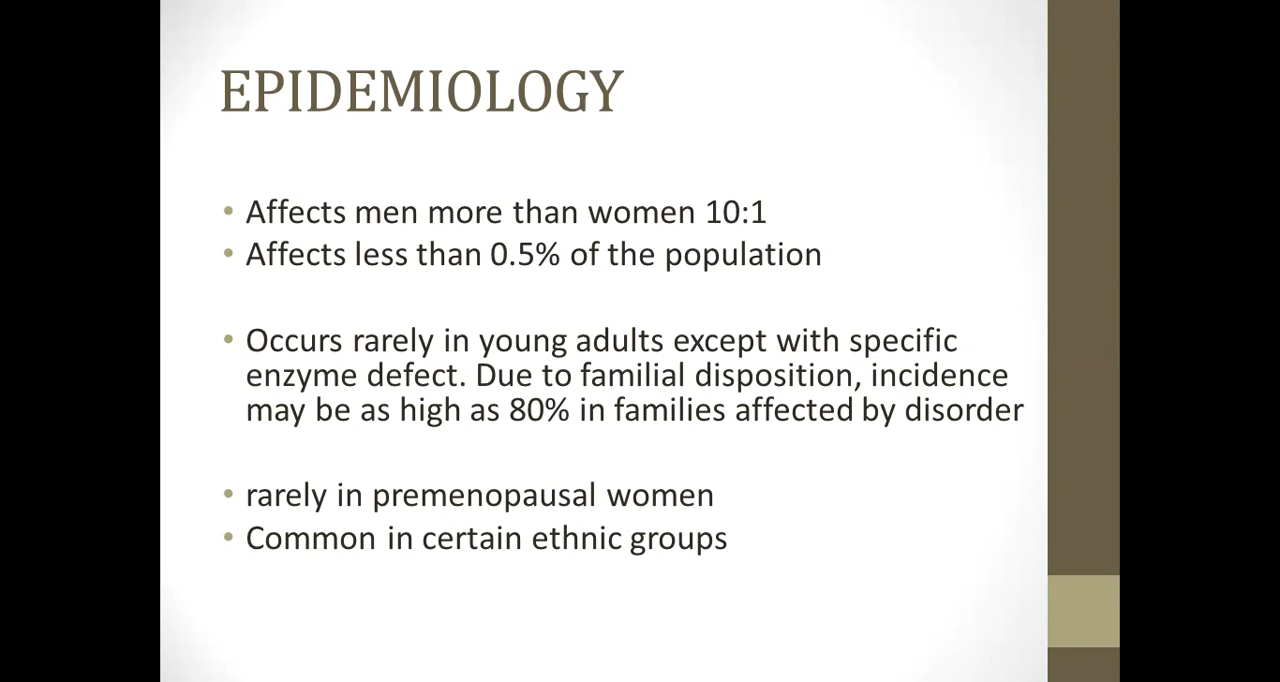 EPIDEMIOLOGY
• Affects men more than women 10:1
• Affects less than 0.5% of the population
• Occurs rarely in young adults except with specific
enzyme defect. Due to familial disposition, incidence
may be as high as 80% in families affected by disorder
• rarely in premenopausal women
• Common in certain ethnic groups